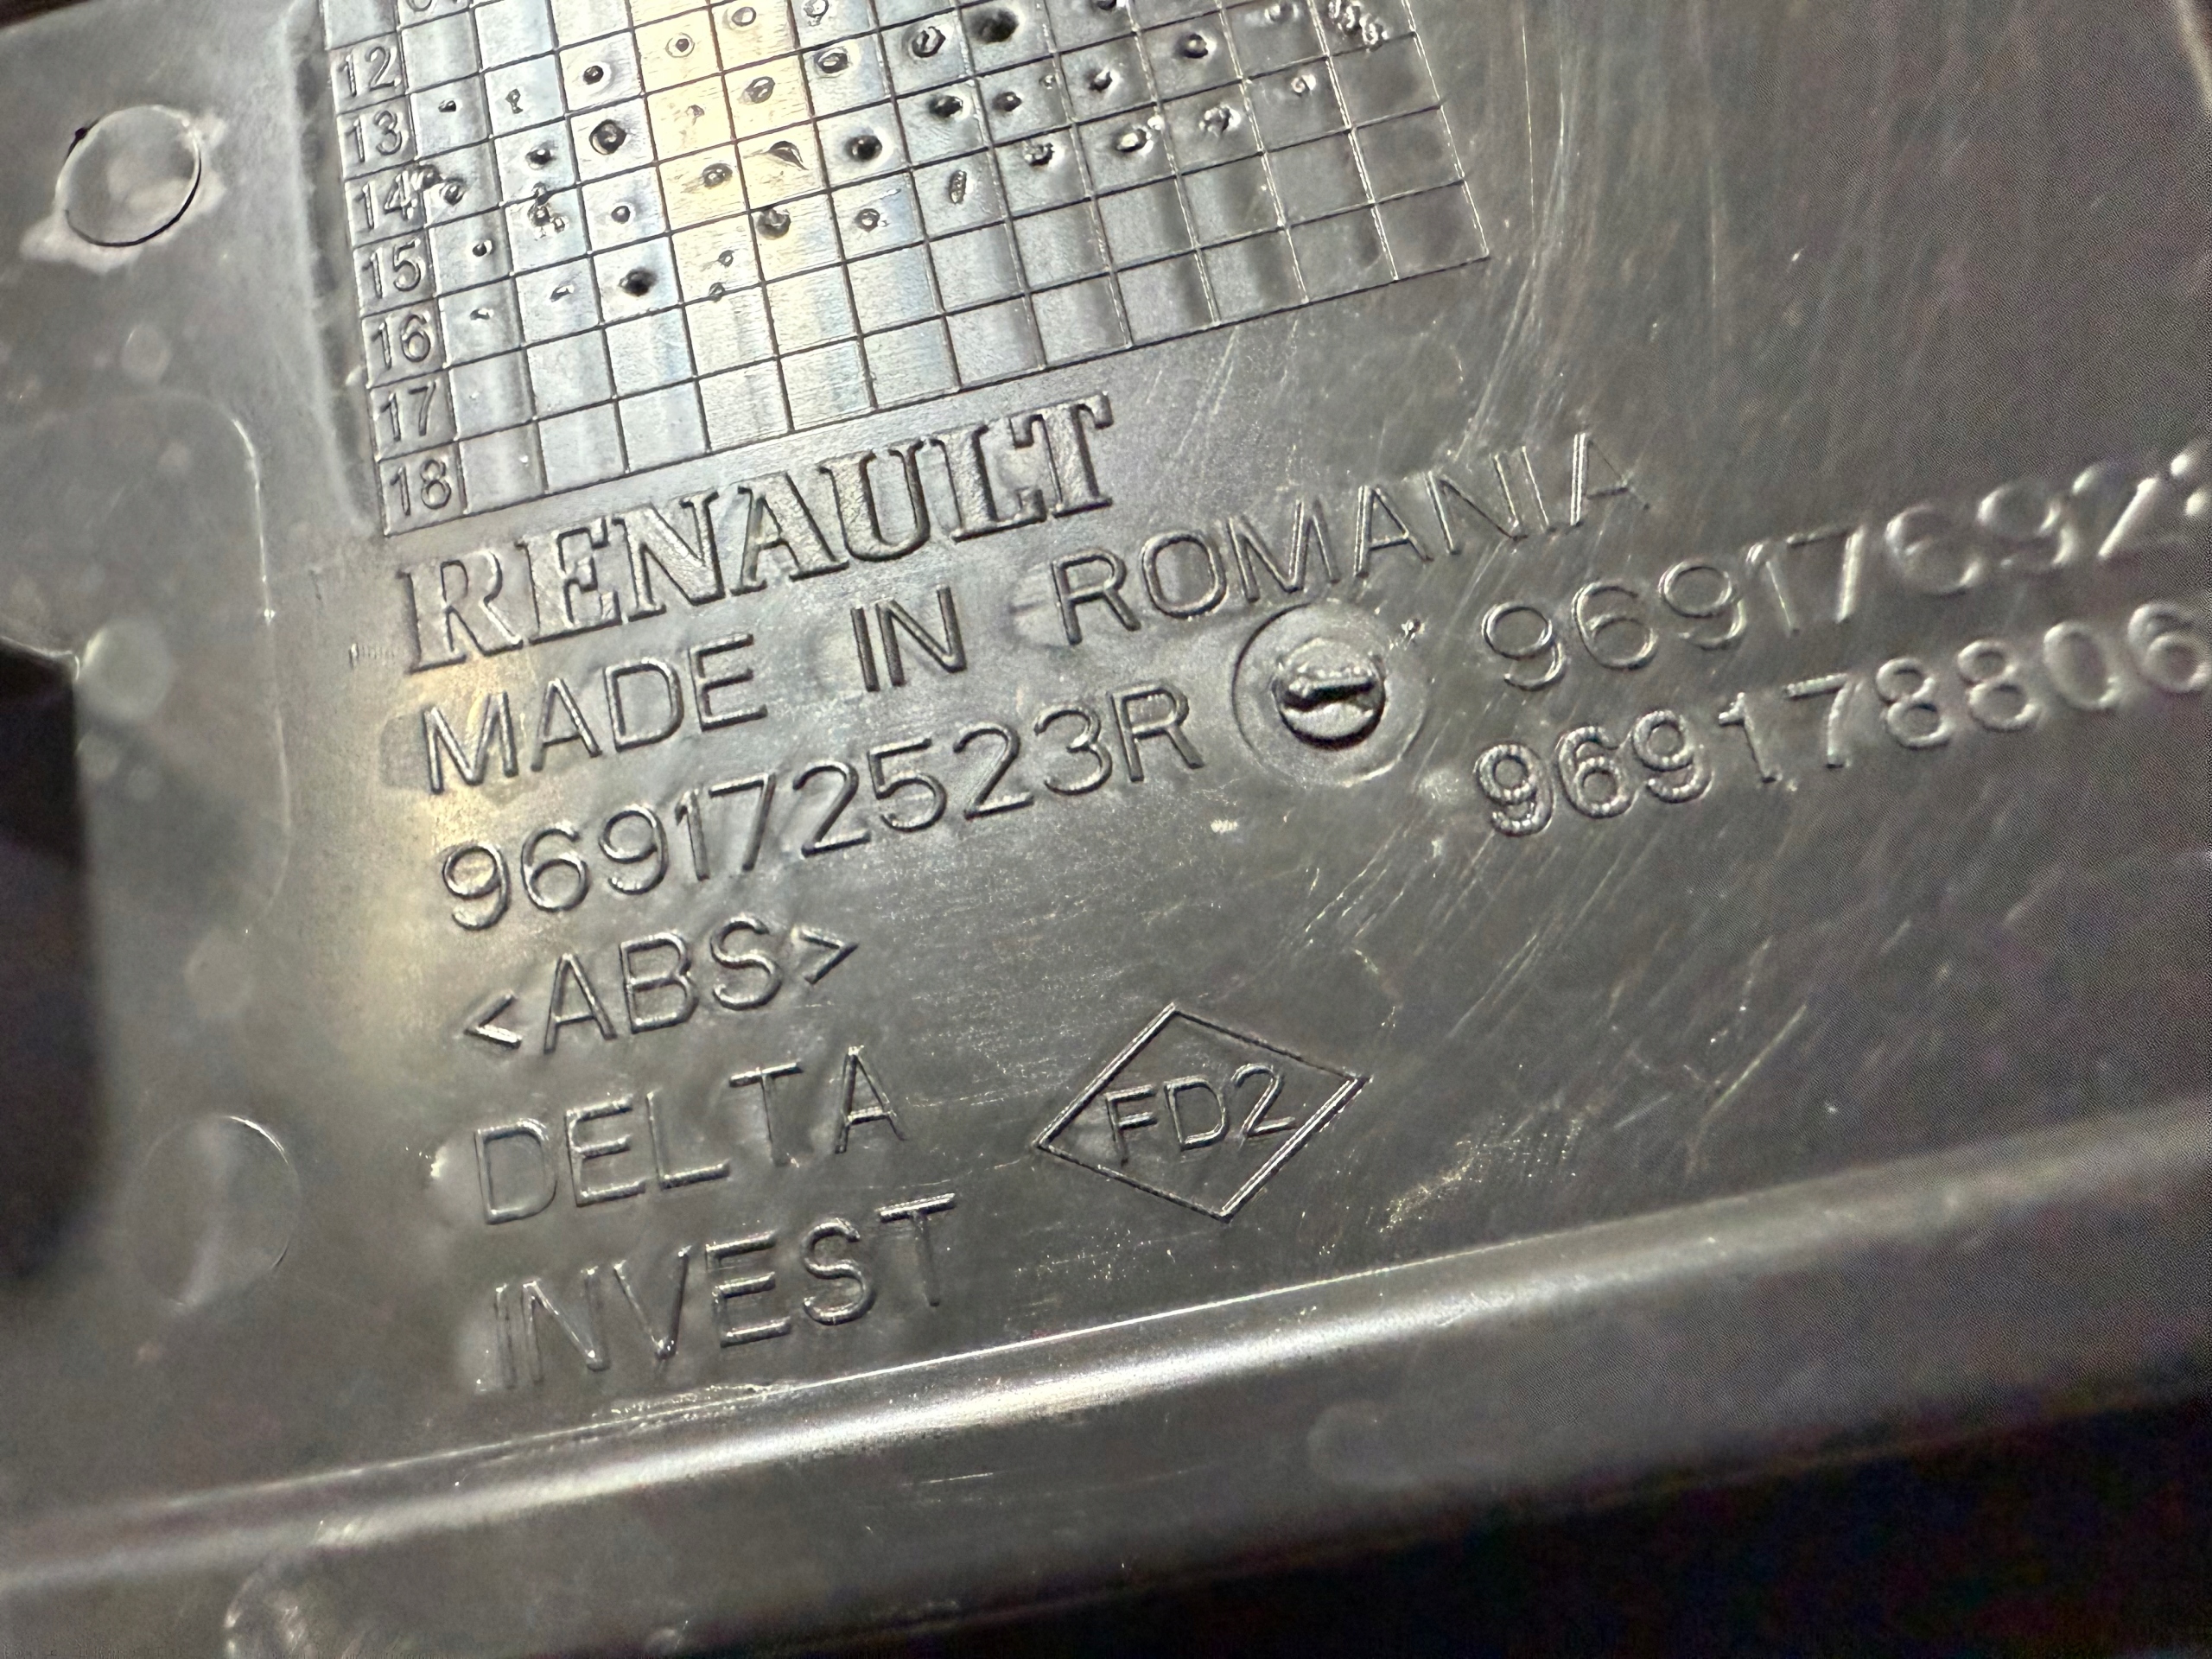 12
13
14
15
16
17
18
RENAULT
MADE IN ROMANIA
969172523R
969178806
<ABS>
DELTA
FD2
INVEST